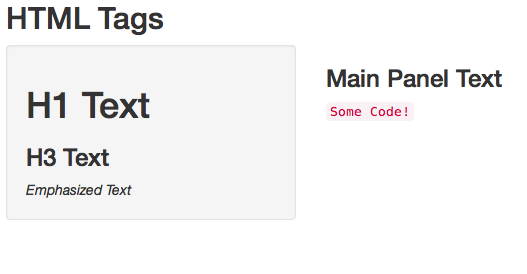 HTML Tags
H1 Text
H3 Text
Emphasized Text
Main Panel Text
Some Code!